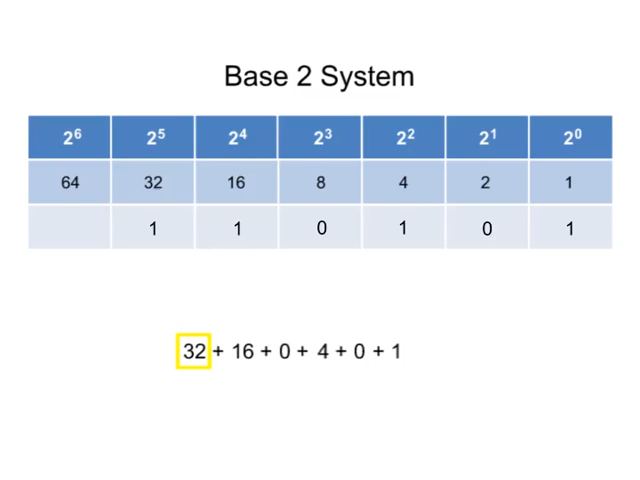 Base 2 System
2⁶ 2⁵ 2⁴ 2³ 2² 2¹ 2⁰
64 32 16 8 4 2 1
1 1 0 1 0 1
32 + 16 + 0 + 4 + 0 + 1